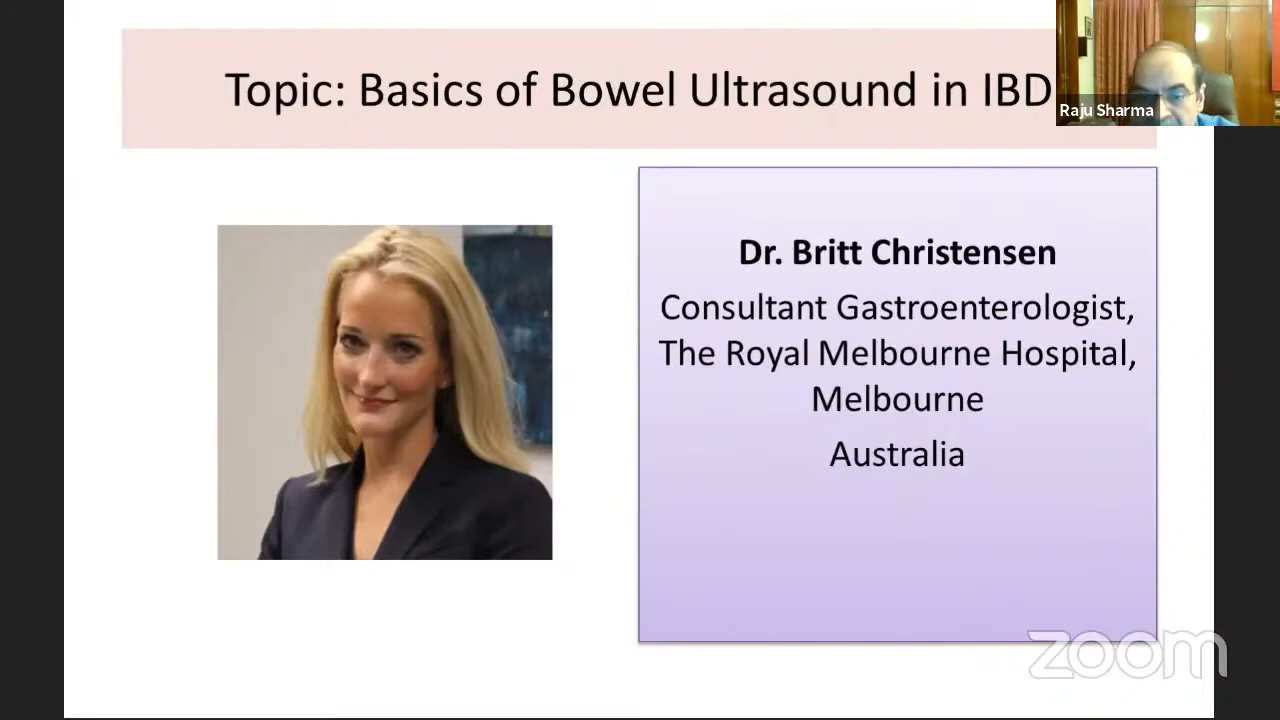 Topic: Basics of Bowel Ultrasound in IBD
Raju Sharma
Dr. Britt Christensen
Consultant Gastroenterologist,
The Royal Melbourne Hospital,
Melbourne
Australia
zoom